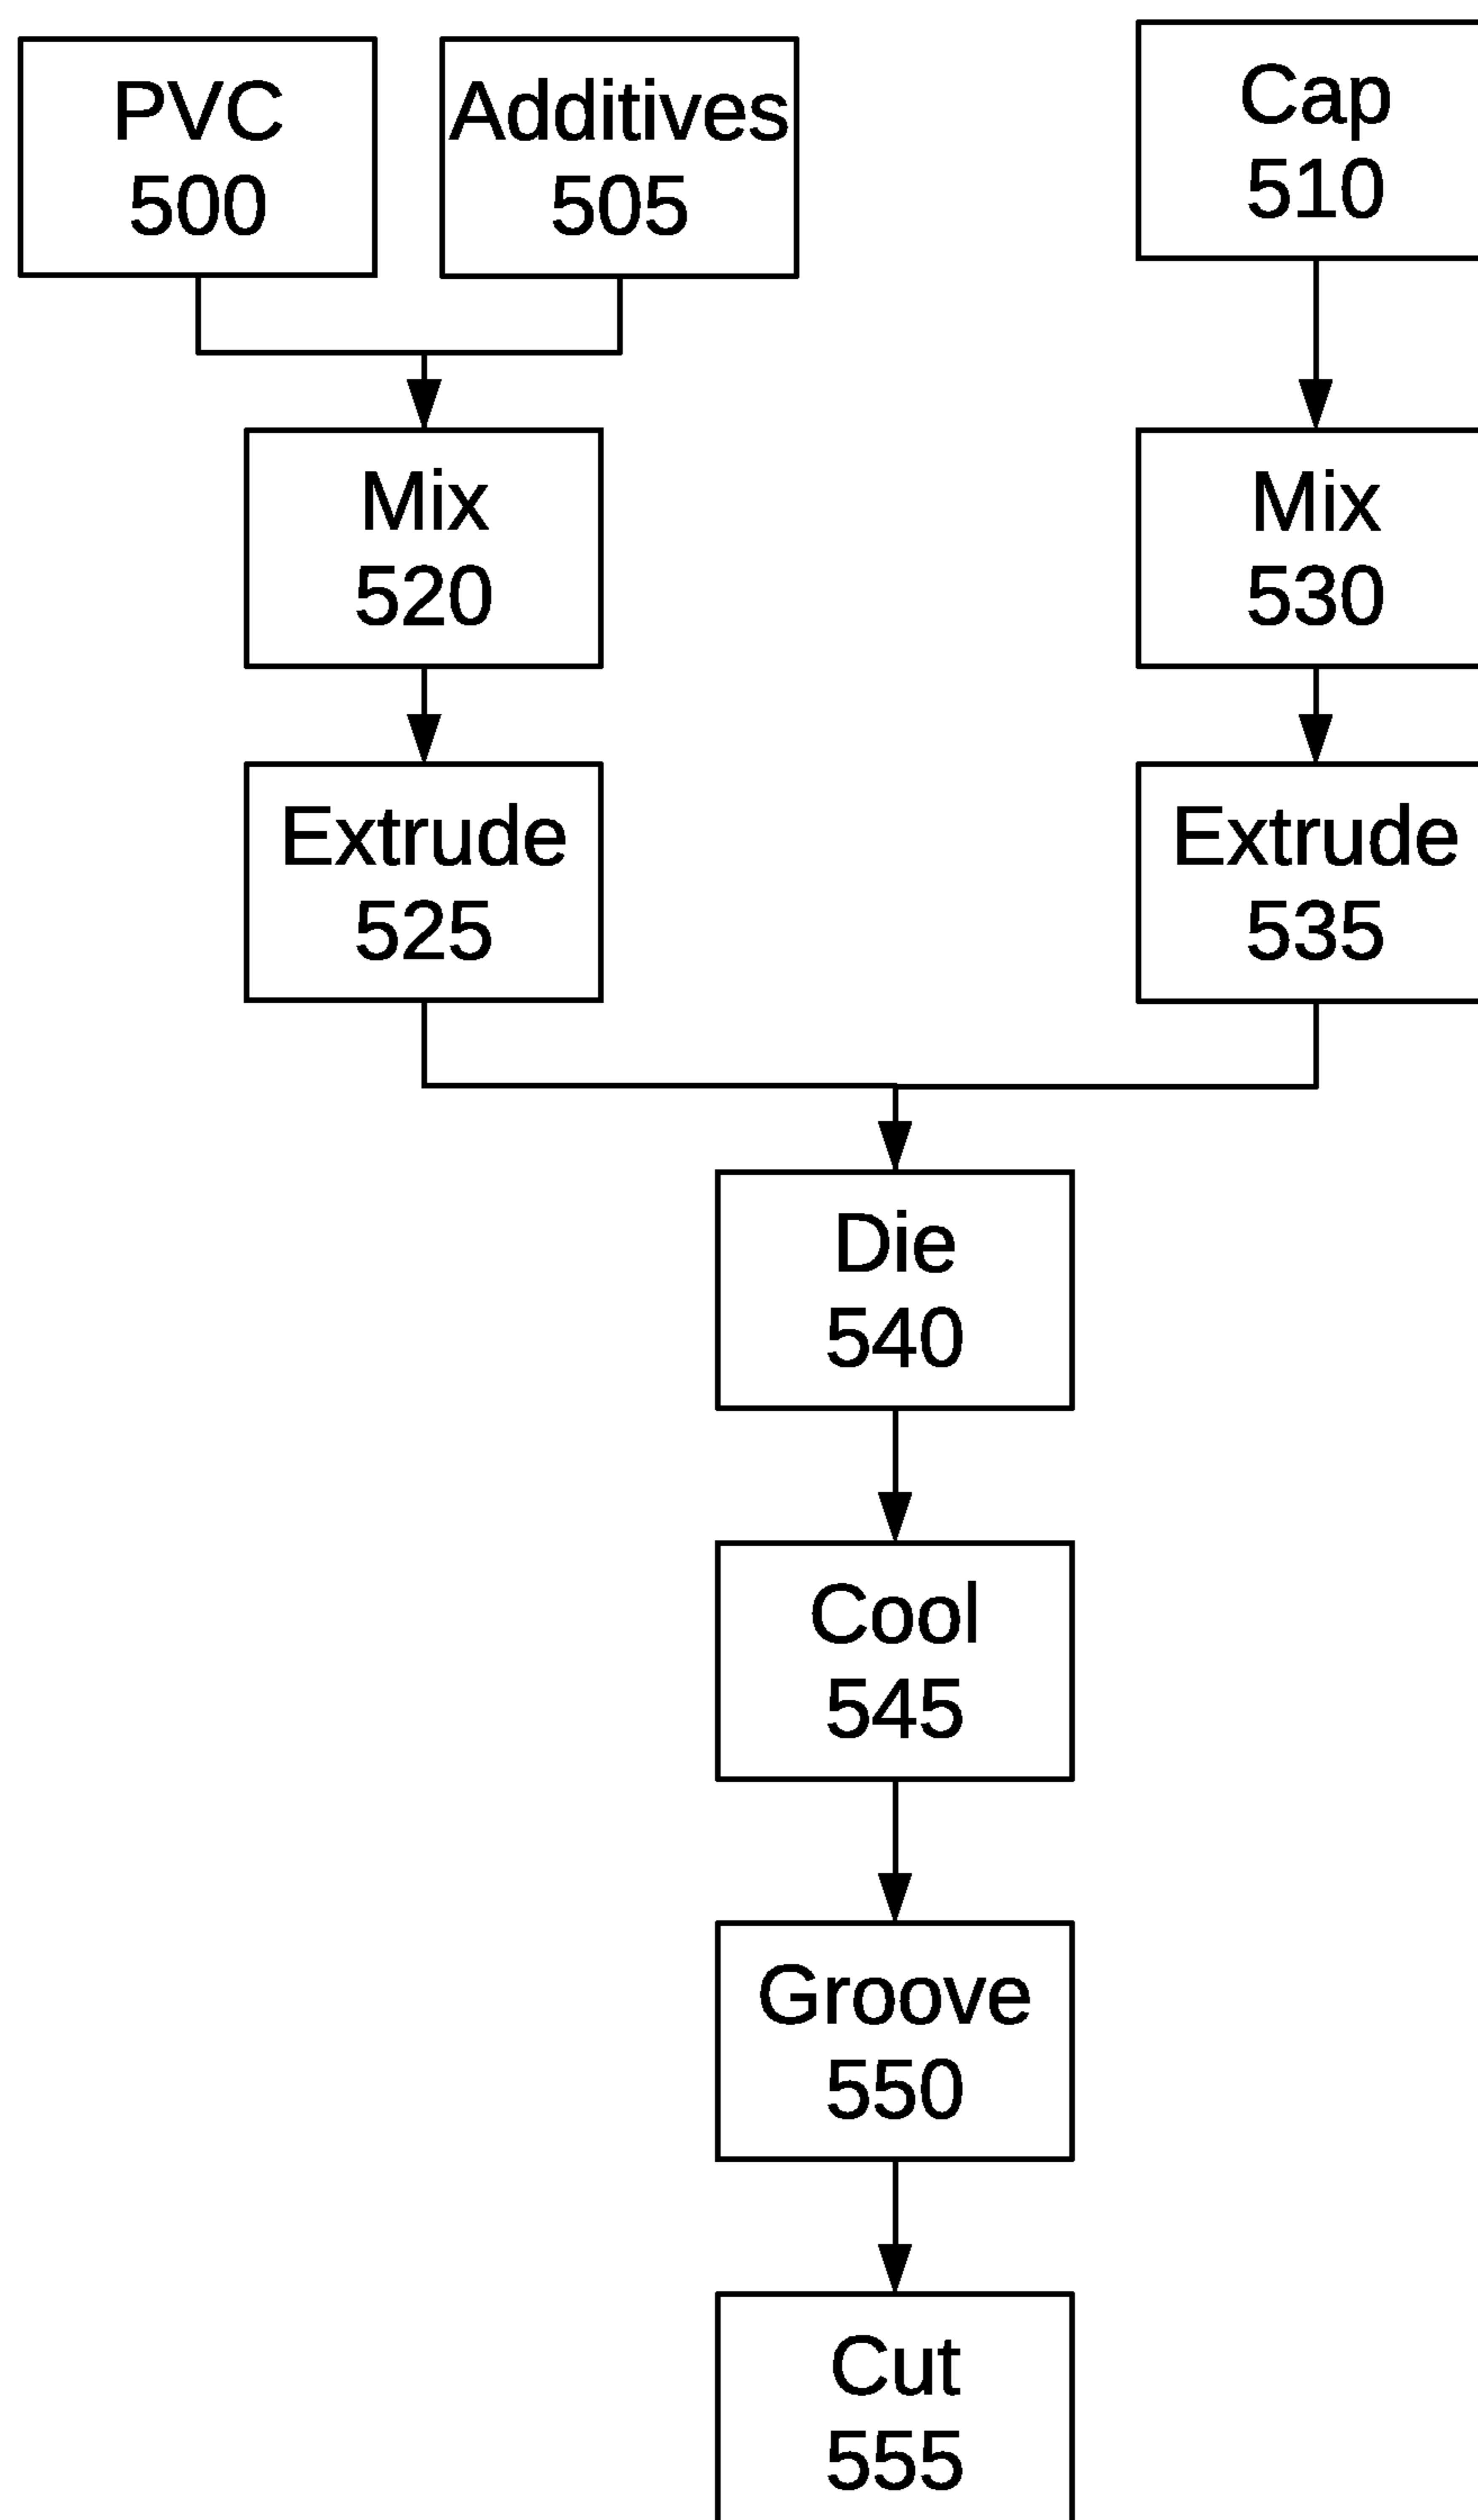 PVC
500
Additives
505
Cap
510
Mix
520
Mix
530
Extrude
525
Extrude
535
Die
540
Cool
545
Groove
550
Cut
555